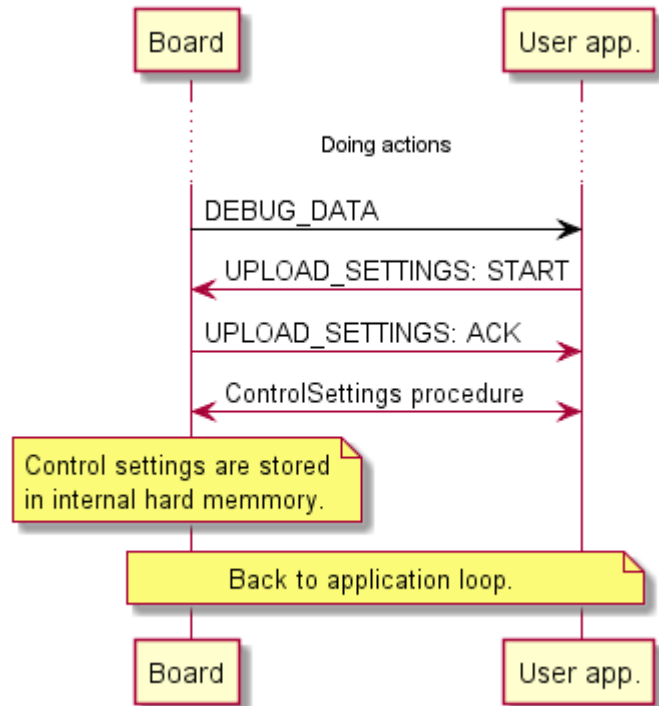 Board
User app.
Doing actions
DEBUG_DATA
UPLOAD_SETTINGS: START
UPLOAD_SETTINGS: ACK
ControlSettings procedure
Control settings are stored
in internal hard memmory.
Back to application loop.
Board
User app.